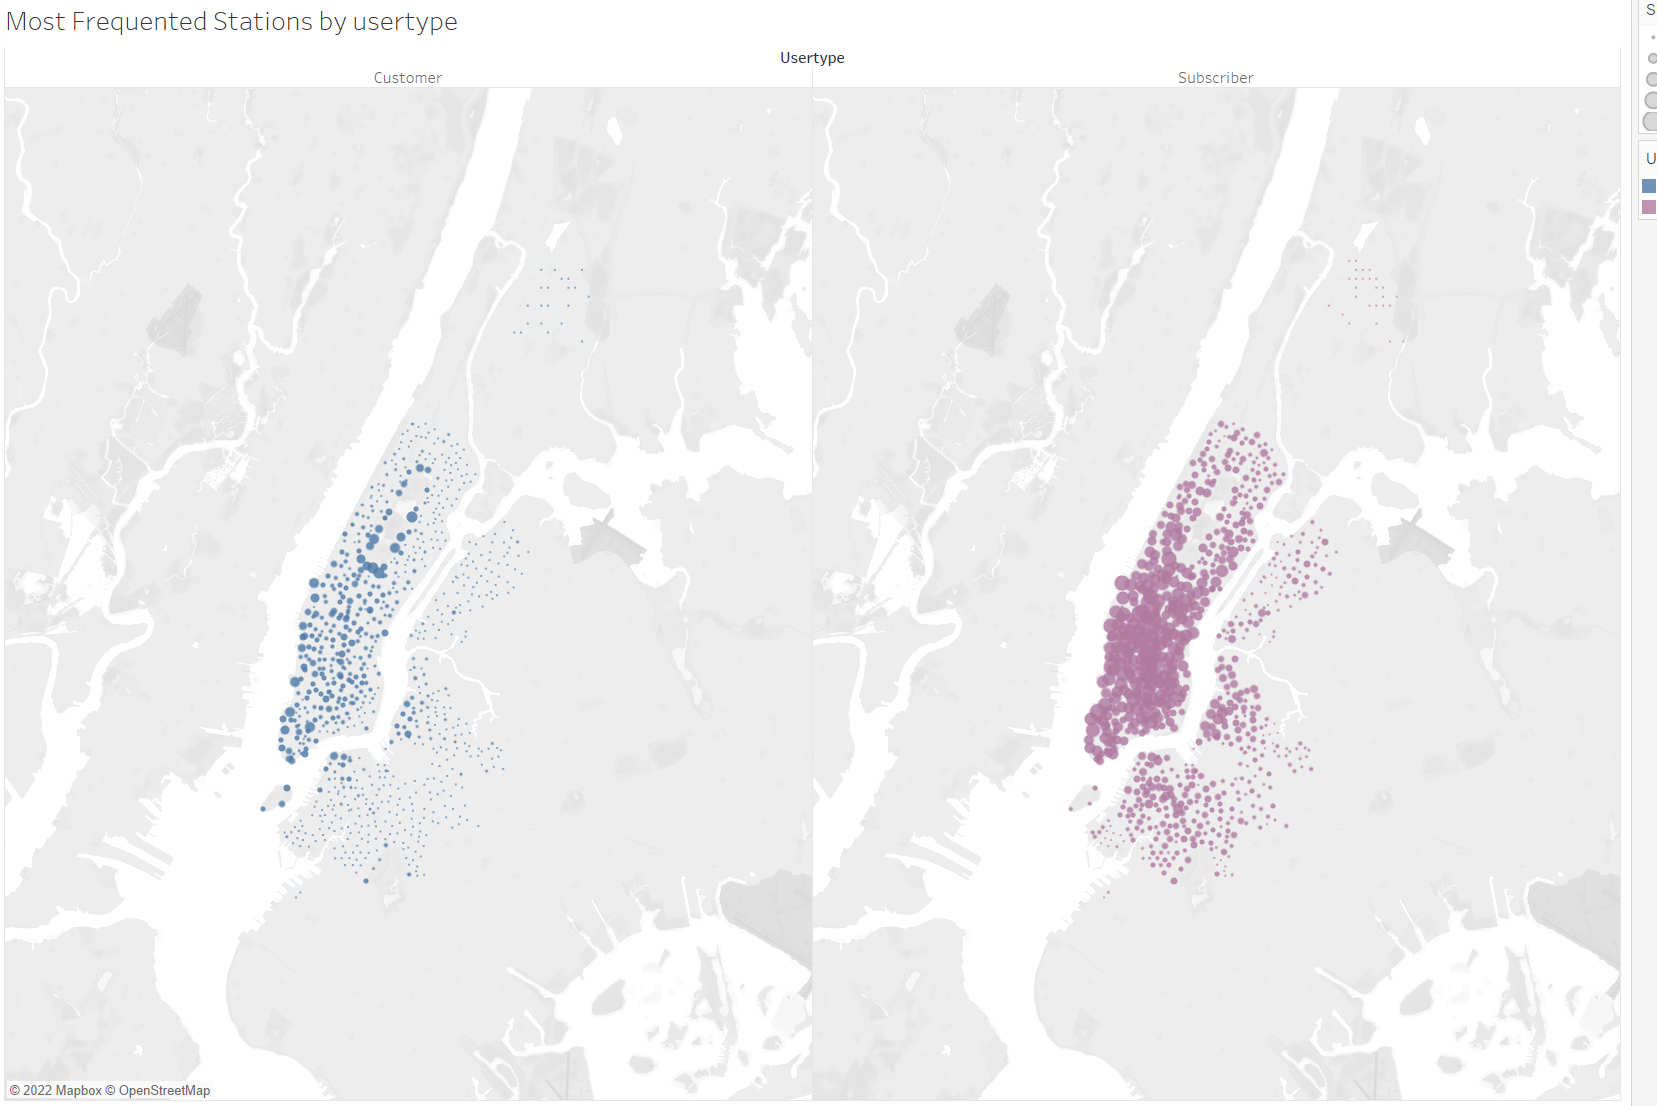 Most Frequented Stations by usertype
Usertype
Customer
Subscriber
S
U
© 2022 Mapbox © OpenStreetMap